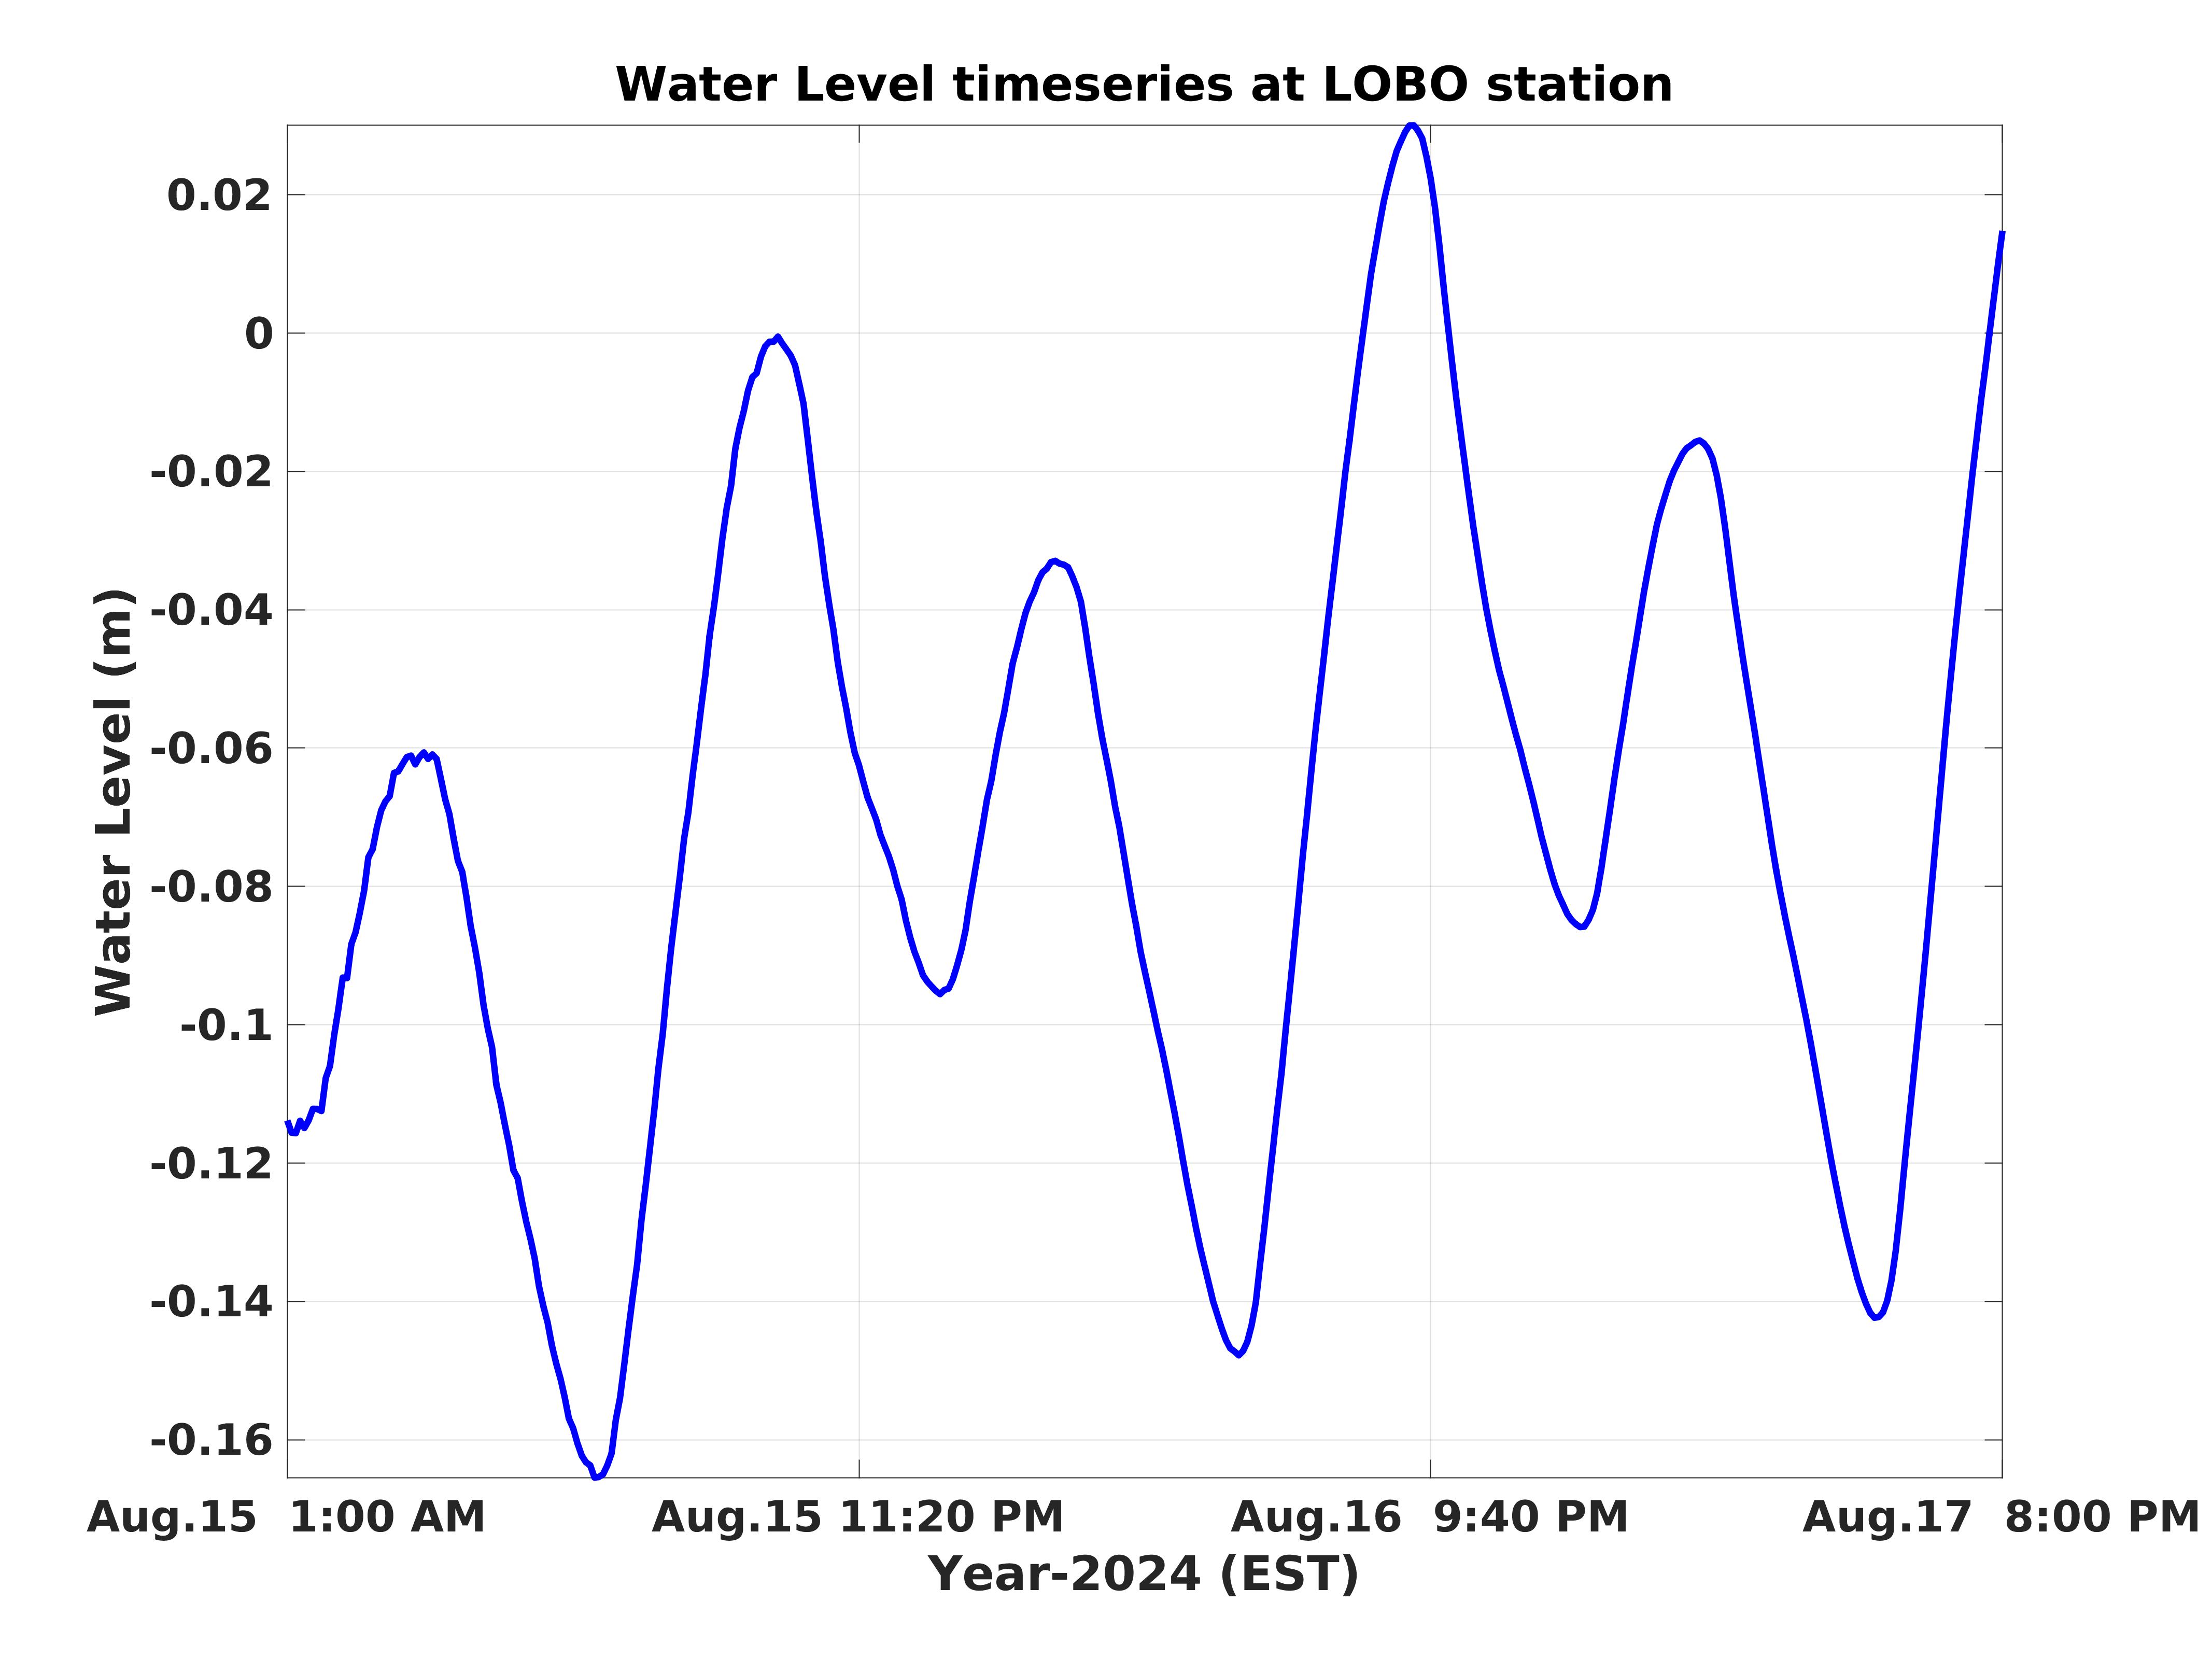 Water Level timeseries at LOBO station
Water Level (m)
0.02
0
-0.02
-0.04
-0.06
-0.08
-0.1
-0.12
-0.14
-0.16
Aug.15 1:00 AM
Aug.15 11:20 PM
Aug.16 9:40 PM
Aug.17 8:00 PM
Year-2024 (EST)